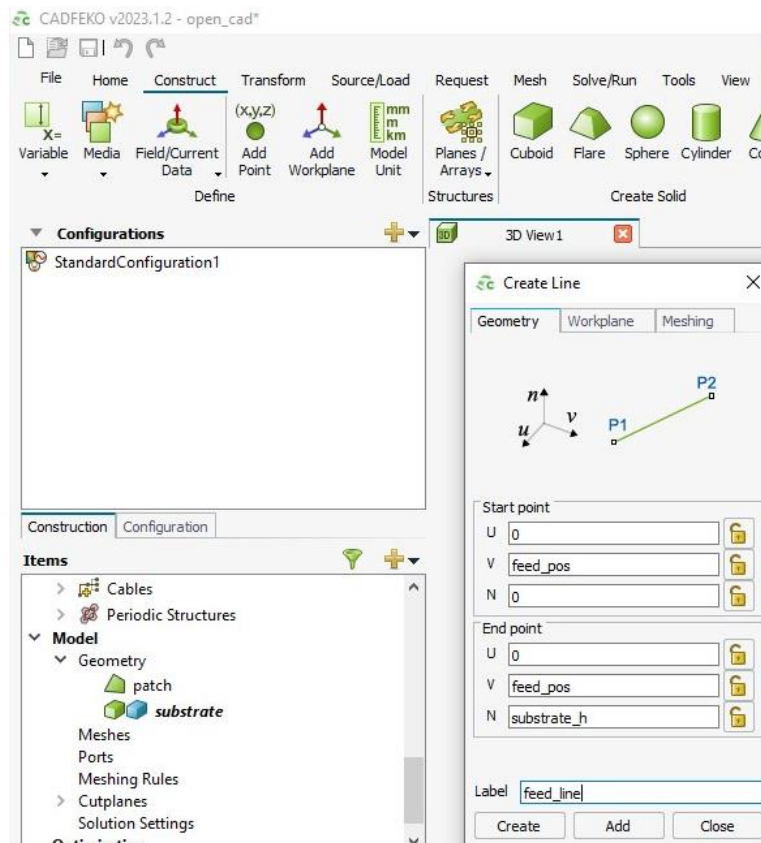 CADFEKO v2023.1.2 - open_cad*
File Home Construct Transform Source/Load Request Mesh Solve/Run Tools View
X=
(x,y,z)
mm
m
km
Variable Media Field/Current Data Add Point Add Workplane Model Unit Planes / Arrays Cuboid Flare Sphere Cylinder
Define Structures Create Solid
Configurations
3D
3D View1
StandardConfiguration1
Create Line
Geometry Workplane Meshing
n
v
u
P1
P2
Start point
U 0
V feed_pos
N 0
End point
U 0
V feed_pos
N substrate_h
Label feed_line
Create Add Close
Construction Configuration
Items
Cables
Periodic Structures
Model
Geometry
patch
substrate
Meshes
Ports
Meshing Rules
Cutplanes
Solution Settings